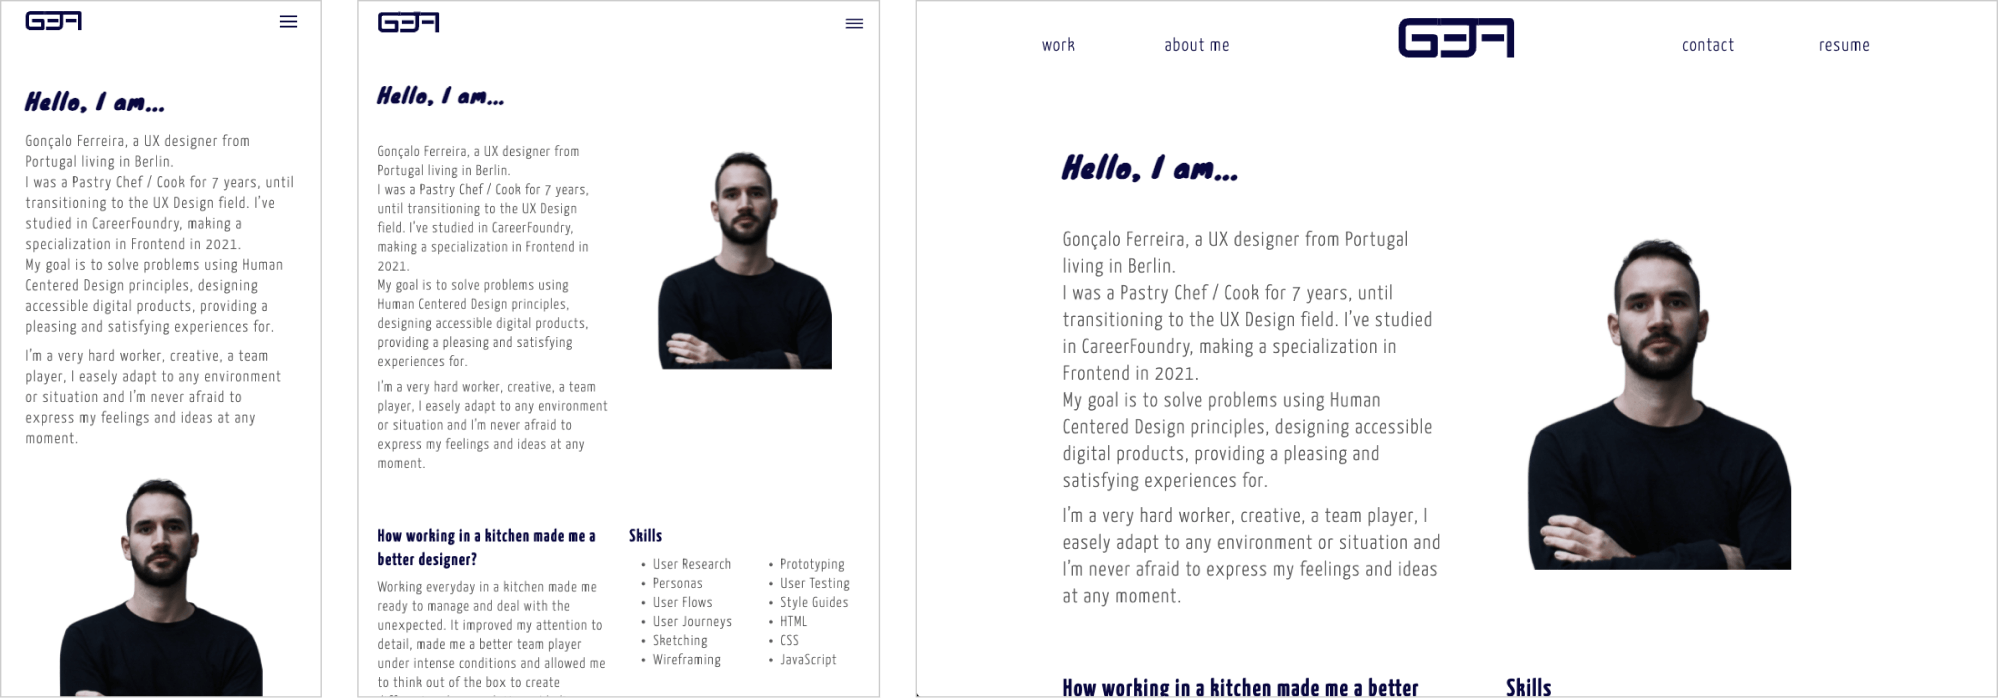 GEF
Hello, I am...
Gonçalo Ferreira, a UX designer from
Portugal living in Berlin.
I was a Pastry Chef / Cook for 7 years, until
transitioning to the UX Design field. I've
studied in CareerFoundry, making a
specialization in Frontend in 2021.
My goal is to solve problems using Human
Centered Design principles, designing
accessible digital products, providing a
pleasing and satisfying experiences for.
I'm a very hard worker, creative, a team
player, I easely adapt to any environment
or situation and I'm never afraid to
express my feelings and ideas at any
moment.
GEF
Hello, I am...
Gonçalo Ferreira, a UX designer from
Portugal living in Berlin.
I was a Pastry Chef / Cook for 7 years,
until transitioning to the UX Design
field. I've studied in CareerFoundry,
making a specialization in Frontend in
2021.
My goal is to solve problems using
Human Centered Design principles,
designing accessible digital products,
providing a pleasing and satisfying
experiences for.
I'm a very hard worker, creative, a team
player, I easely adapt to any environment
or situation and I'm never afraid to
express my feelings and ideas at any
moment.
How working in a kitchen made me a
better designer?
Working everyday in a kitchen made me
ready to manage and deal with the
unexpected. It improved my attention to
detail, made me a better team player
under intense conditions and allowed me
to think out of the box to create
Skills
• User Research
• Personas
• User Flows
• User Journeys
• Sketching
• Wireframing
• Prototyping
• User Testing
• Style Guides
• HTML
• CSS
• JavaScript
work about me GEF contact resume
Hello, I am...
Gonçalo Ferreira, a UX designer from Portugal
living in Berlin.
I was a Pastry Chef / Cook for 7 years, until
transitioning to the UX Design field. I've studied
in CareerFoundry, making a specialization in
Frontend in 2021.
My goal is to solve problems using Human
Centered Design principles, designing accessible
digital products, providing a pleasing and
satisfying experiences for.
I'm a very hard worker, creative, a team player, I
easely adapt to any environment or situation and
I'm never afraid to express my feelings and ideas
at any moment.
How working in a kitchen made me a better
Skills